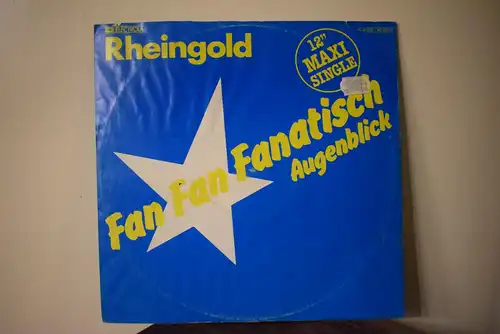 Rheingold
12"
MAXI
SINGLE
Fan Fan Fanatisch
Augenblick